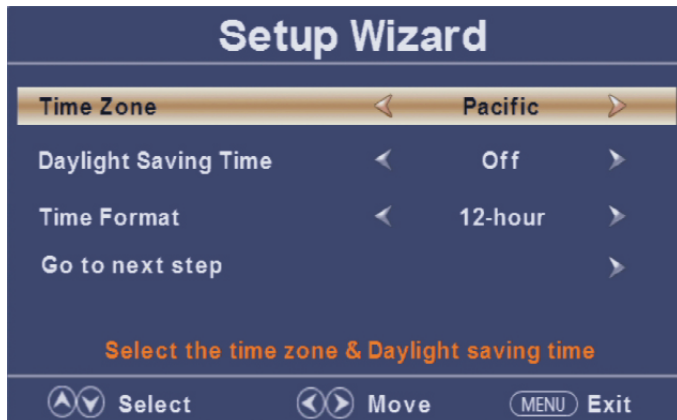 Setup Wizard
Time Zone Pacific
Daylight Saving Time Off
Time Format 12-hour
Go to next step
Select the time zone & Daylight saving time
Select Move MENU Exit